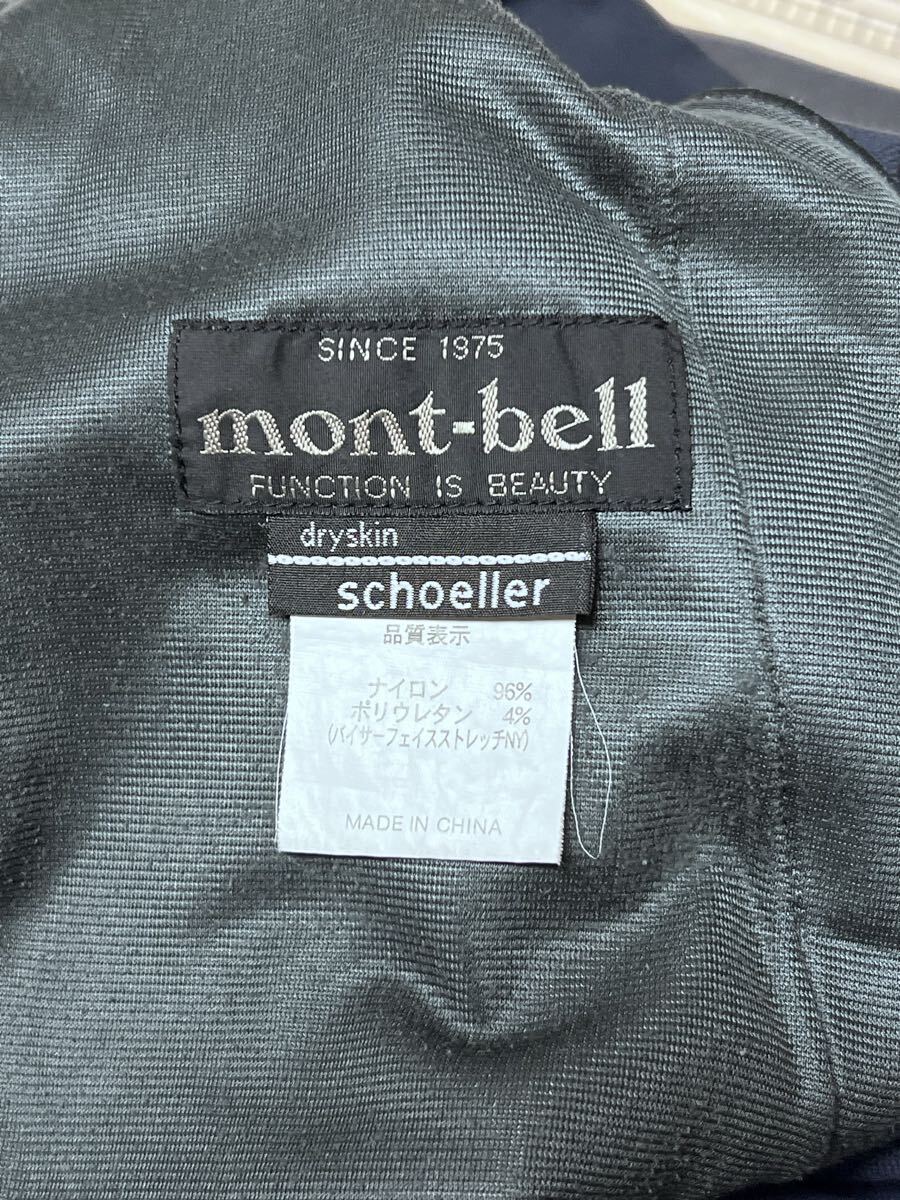 SINCE 1975
mont-bell
FUNCTION IS BEAUTY
dryskin
schoeller
品質表示
ナイロン 96%
ポリウレタン 4%
(バイサーフェイスストレッチNY)
MADE IN CHINA